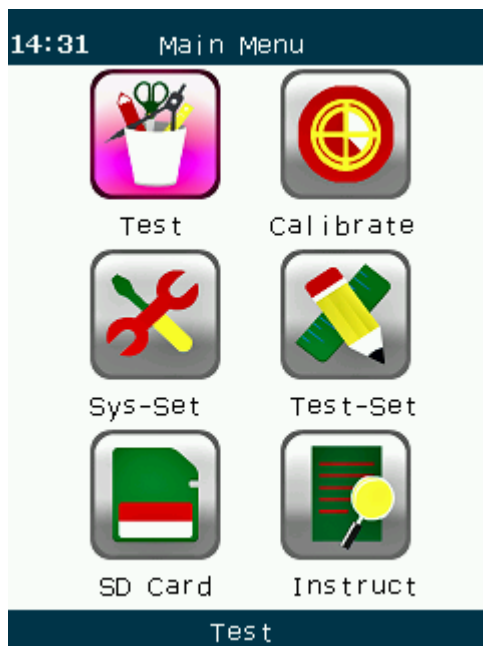 14:31 Main Menu
Test Calibrate
Sys-Set Test-Set
SD Card Instruct
Test